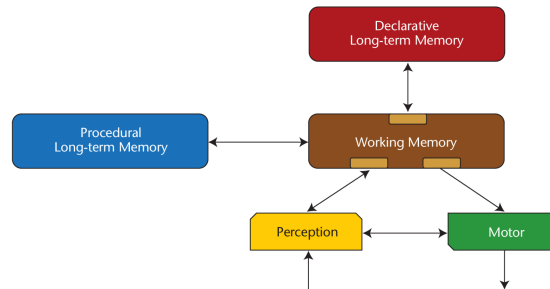 Declarative
Long-term Memory
Procedural
Long-term Memory
Working Memory
Perception
Motor